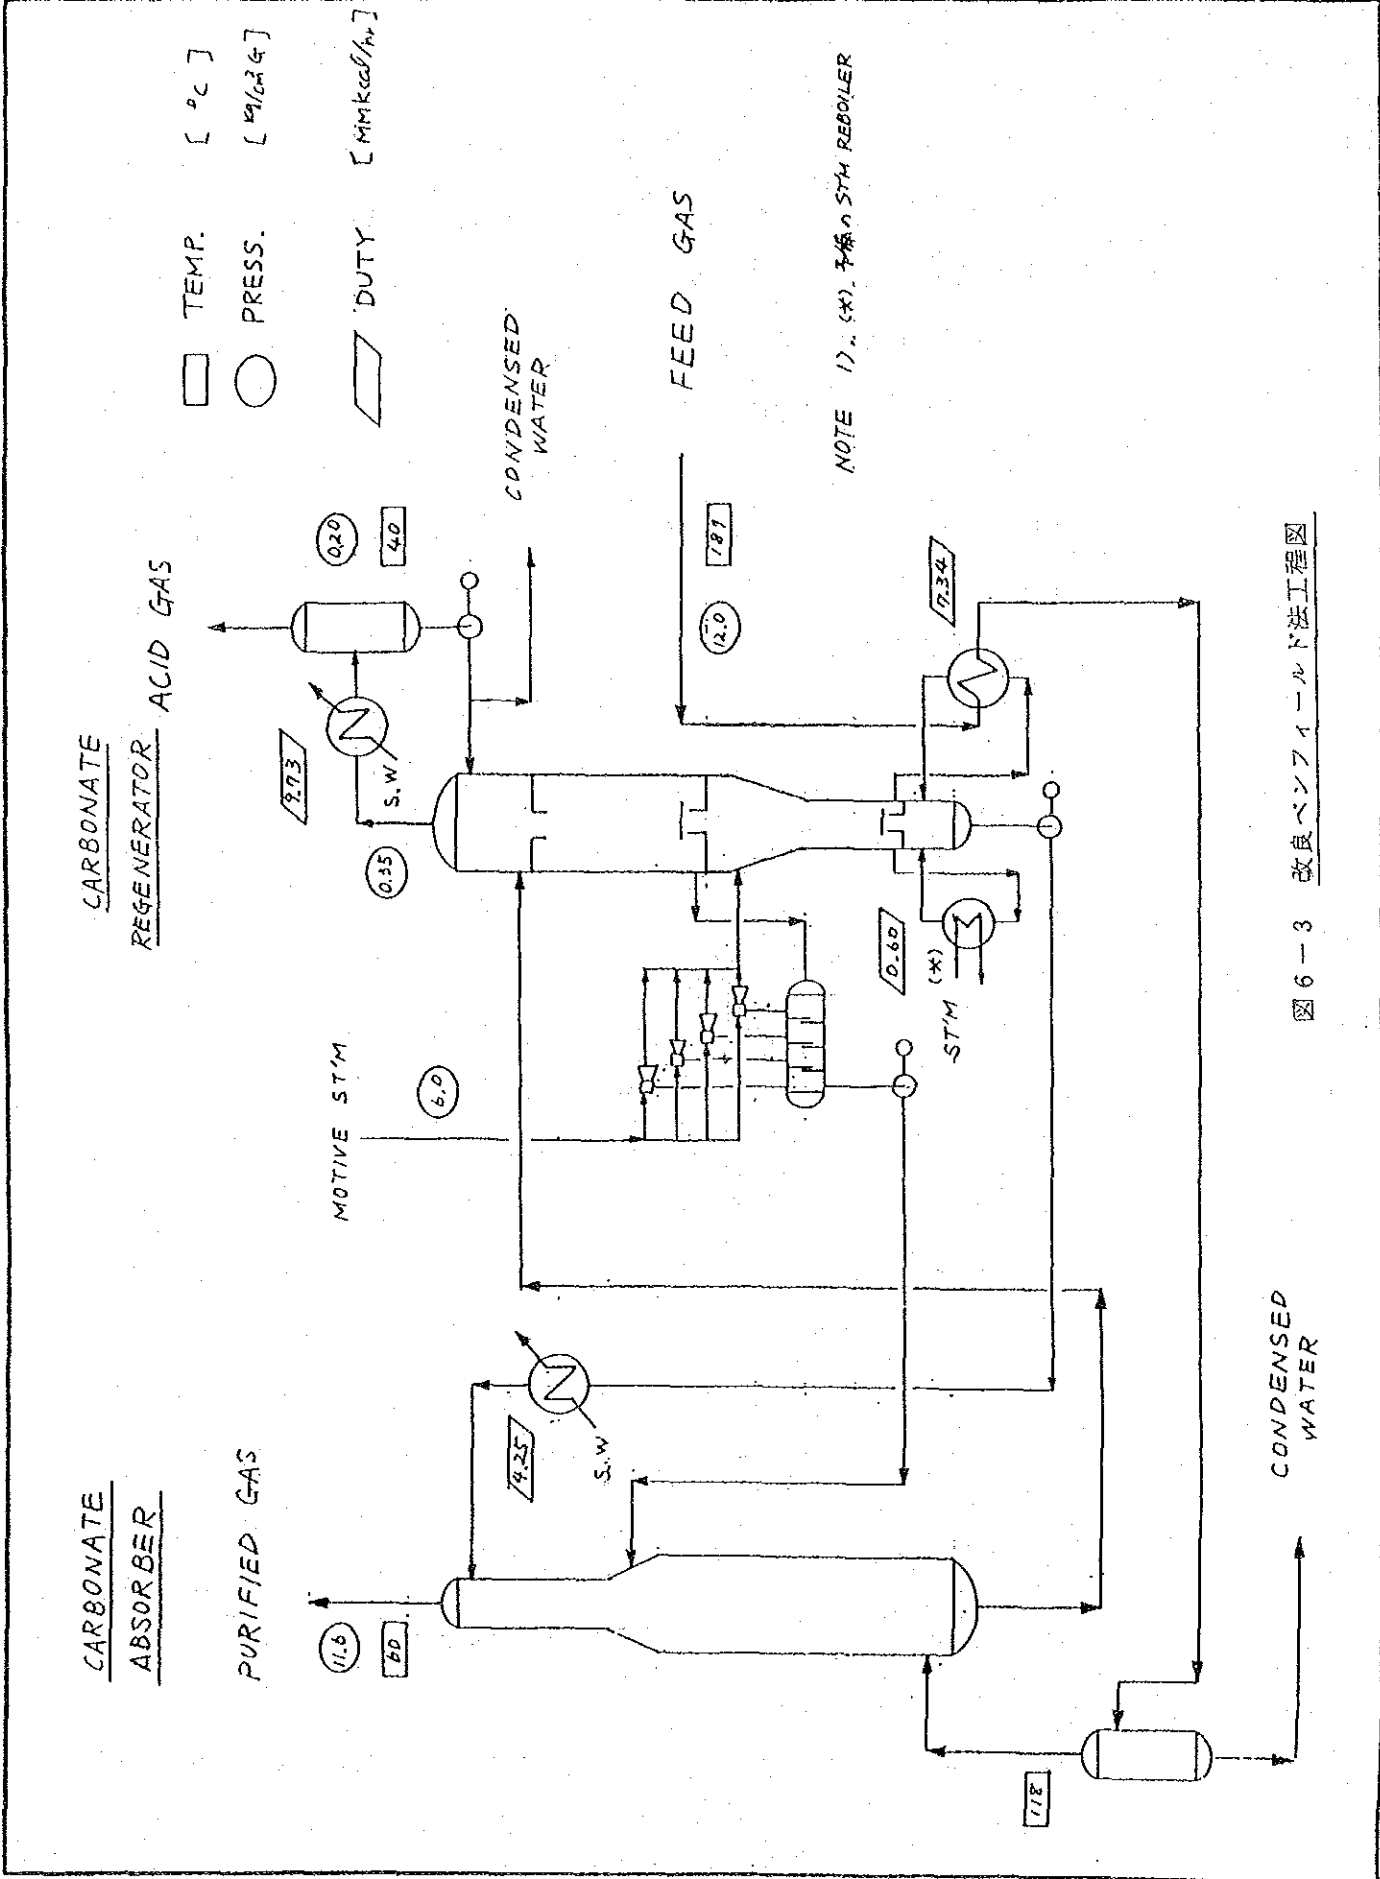 CARBONATE
ABSORBER
CARBONATE
REGENERATOR
PURIFIED GAS
ACID GAS
TEMP. [ °C ]
PRESS. [ kg/cm² G ]
DUTY [ MMkcal/hr ]
11.6
60
MOTIVE ST'M
6.0
0.35
9.73
S.W
0.20
40
CONDENSED
WATER
4.25
S.W
FEED GAS
12.0
NOTE 1). (*). STM REBOILER
0.60
ST'M (*)
7.34
118
CONDENSED
WATER
図6-3 改良ベンフィールド法工程図